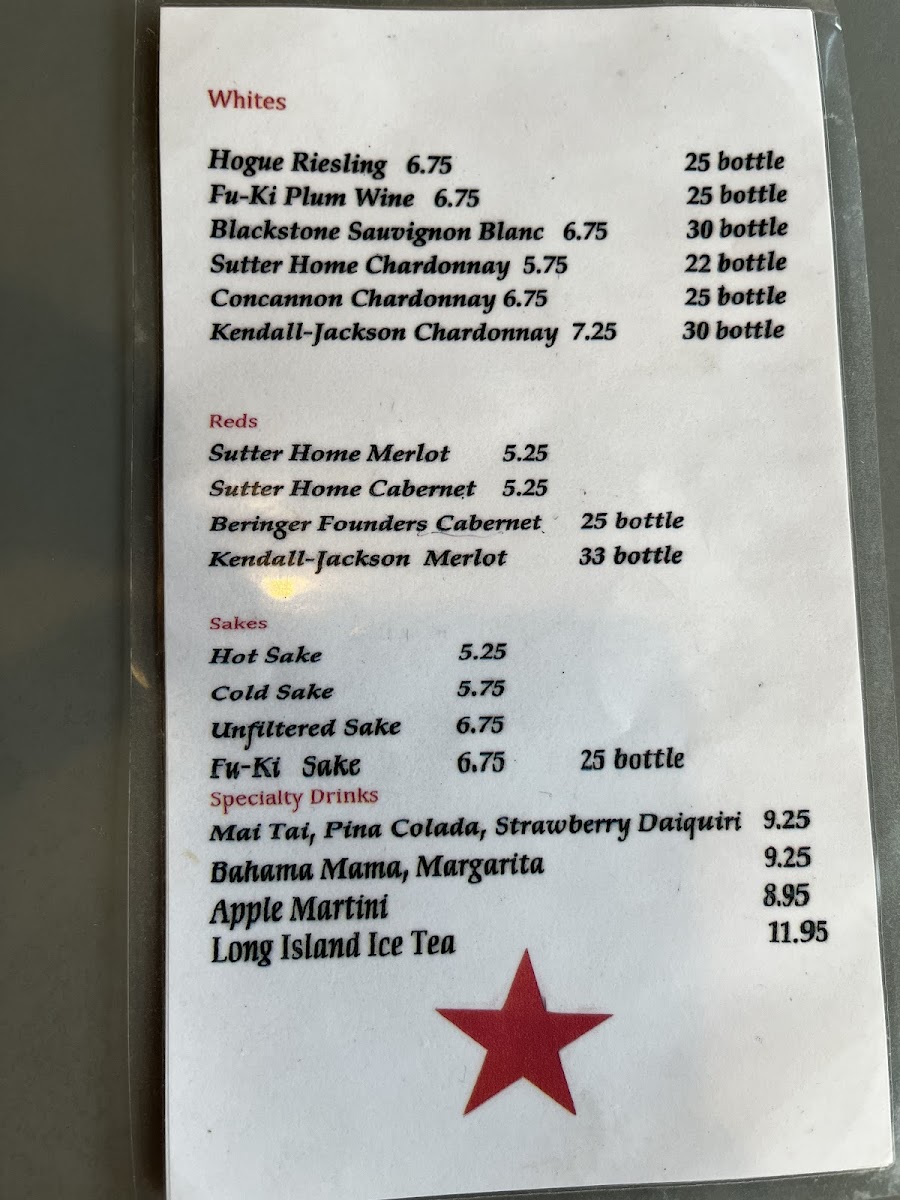 Whites
Hogue Riesling 6.75 25 bottle
Fu-Ki Plum Wine 6.75 25 bottle
Blackstone Sauvignon Blanc 6.75 30 bottle
Sutter Home Chardonnay 5.75 22 bottle
Concannon Chardonnay 6.75 25 bottle
Kendall-Jackson Chardonnay 7.25 30 bottle
Reds
Sutter Home Merlot 5.25
Sutter Home Cabernet 5.25
Beringer Founders Cabernet 25 bottle
Kendall-Jackson Merlot 33 bottle
Sakes
Hot Sake 5.25
Cold Sake 5.75
Unfiltered Sake 6.75
Fu-Ki Sake 6.75 25 bottle
Specialty Drinks
Mai Tai, Pina Colada, Strawberry Daiquiri 9.25
Bahama Mama, Margarita 9.25
Apple Martini 8.95
Long Island Ice Tea 11.95